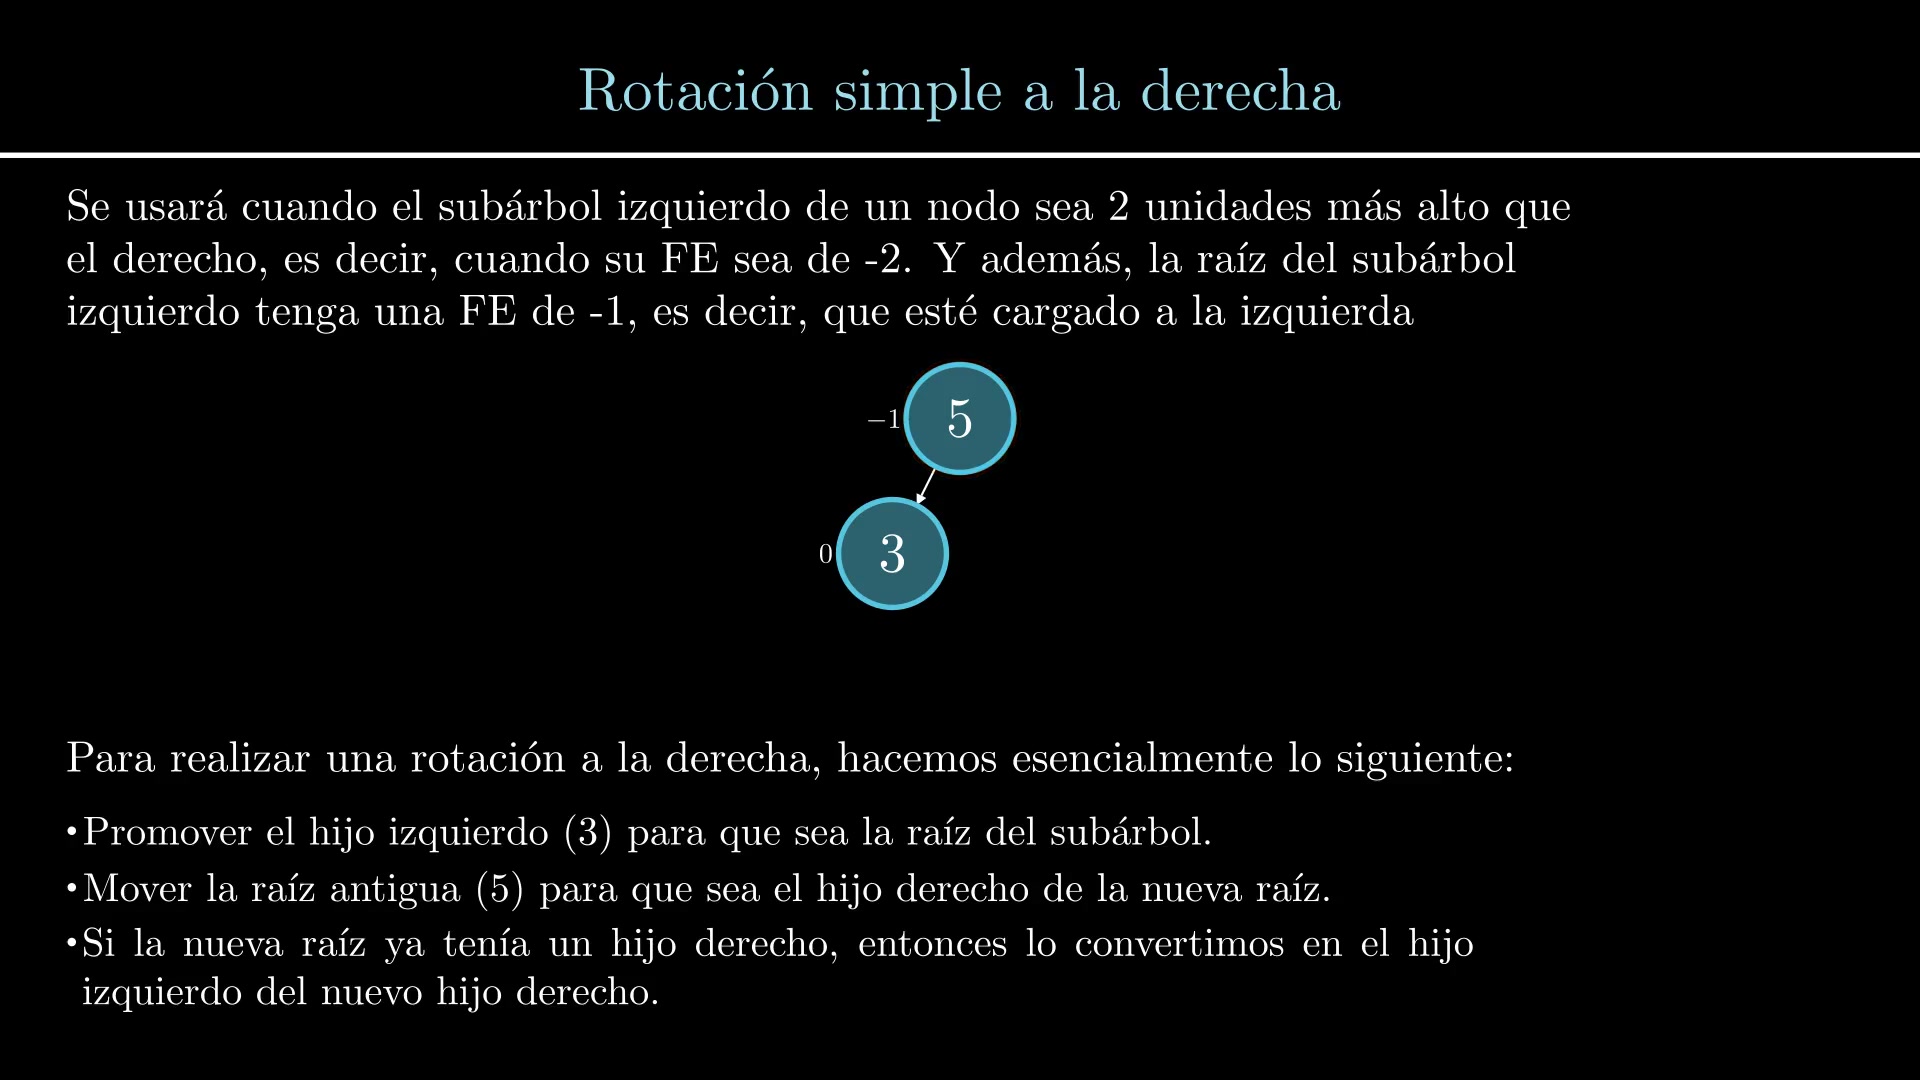 Rotación simple a la derecha
Se usará cuando el subárbol izquierdo de un nodo sea 2 unidades más alto que
el derecho, es decir, cuando su FE sea de -2. Y además, la raíz del subárbol
izquierdo tenga una FE de -1, es decir, que esté cargado a la izquierda
−1 5
0 3
Para realizar una rotación a la derecha, hacemos esencialmente lo siguiente:
•Promover el hijo izquierdo (3) para que sea la raíz del subárbol.
•Mover la raíz antigua (5) para que sea el hijo derecho de la nueva raíz.
•Si la nueva raíz ya tenía un hijo derecho, entonces lo convertimos en el hijo
izquierdo del nuevo hijo derecho.